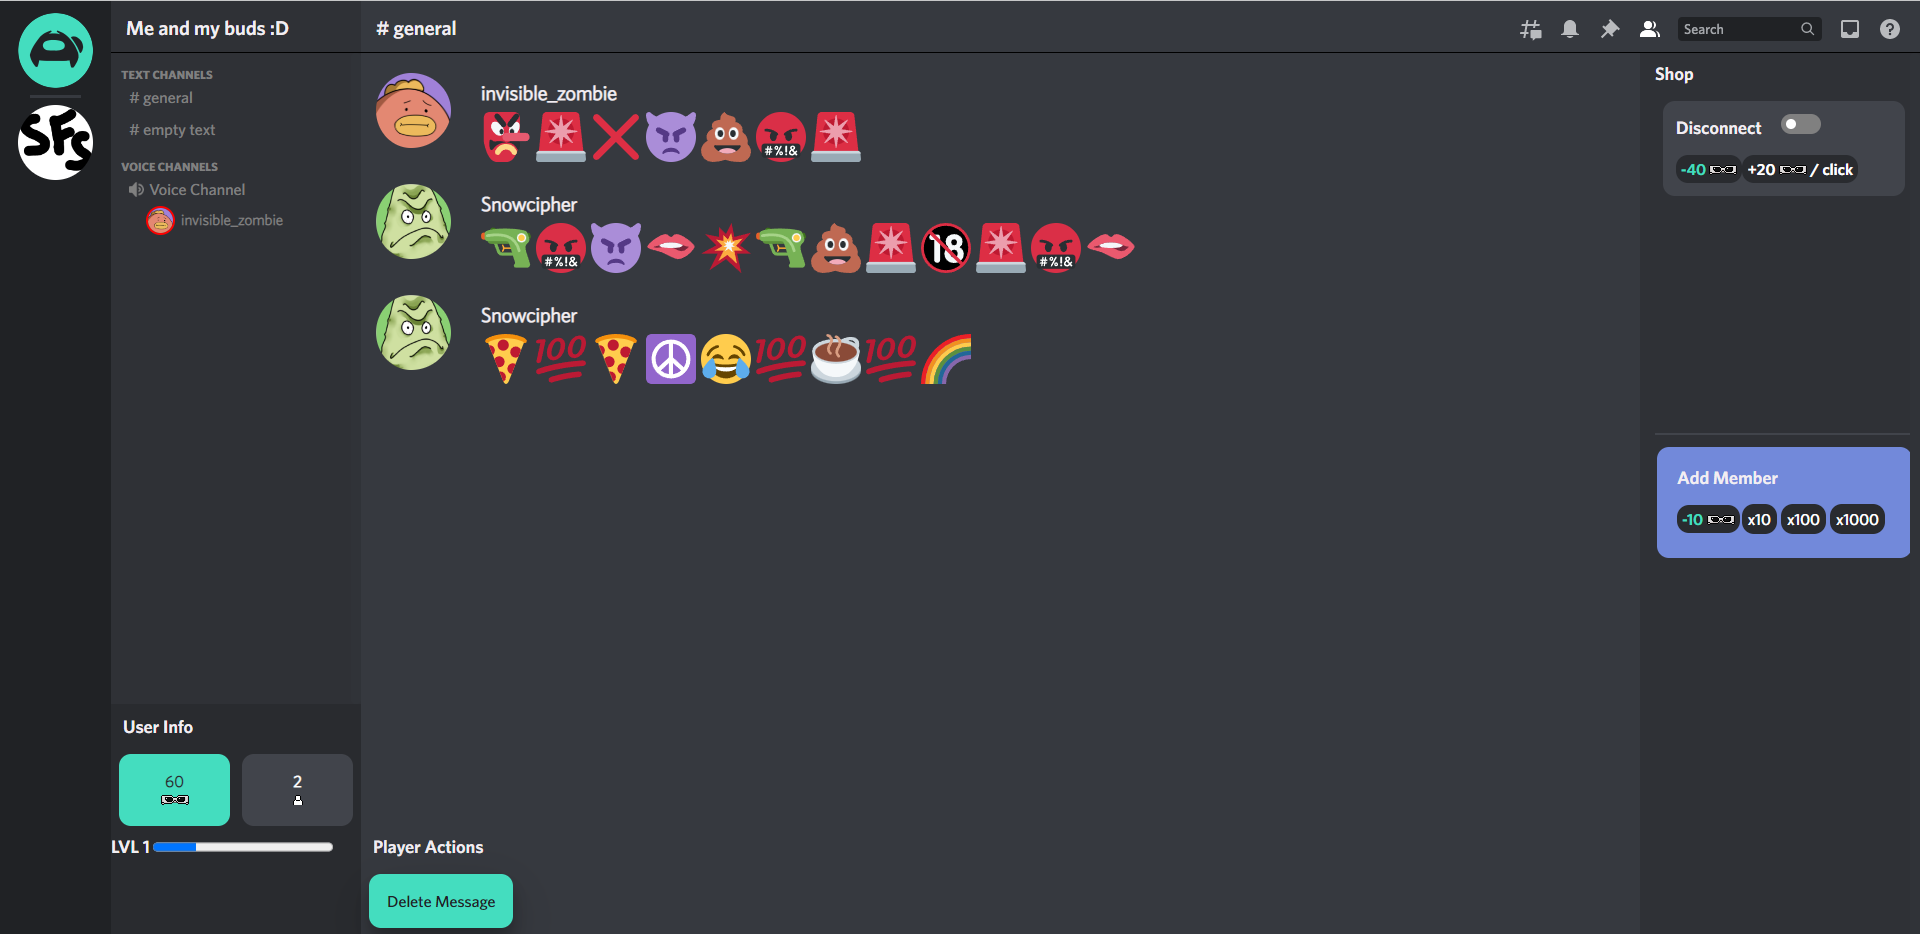 SFS
Me and my buds :D
TEXT CHANNELS
# general
# empty text
VOICE CHANNELS
Voice Channel
invisible_zombie
User Info
60
2
LVL 1
# general
Search
invisible_zombie
#%!&
Snowcipher
#%!&
18
#%!&
Snowcipher
100
100
100
Player Actions
Delete Message
Shop
Disconnect
-40 +20 / click
Add Member
-10 x10 x100 x1000